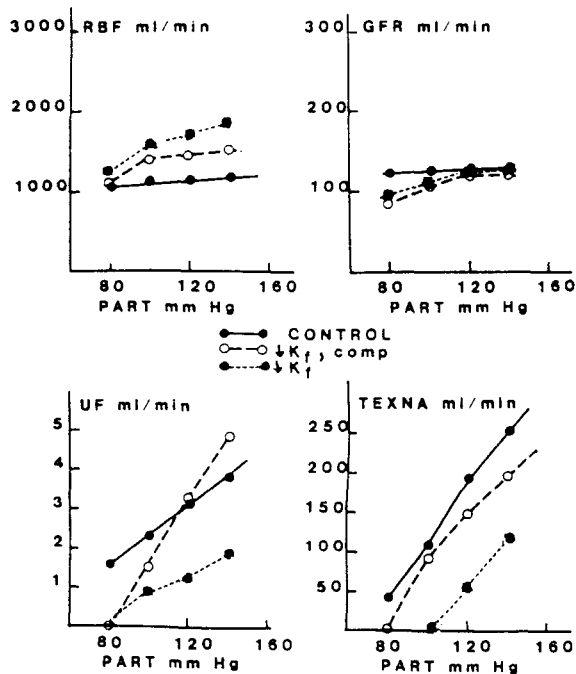 RBF ml/min
3000
2000
1000
80 120 160
PART mm Hg
GFR ml/min
300
200
100
80 120 160
PART mm Hg
CONTROL
↓Kf, comp
↓Kf
UF ml/min
5
4
3
2
1
80 120 160
PART mm Hg
TEXNA ml/min
250
200
150
100
50
80 120 160
PART mm Hg